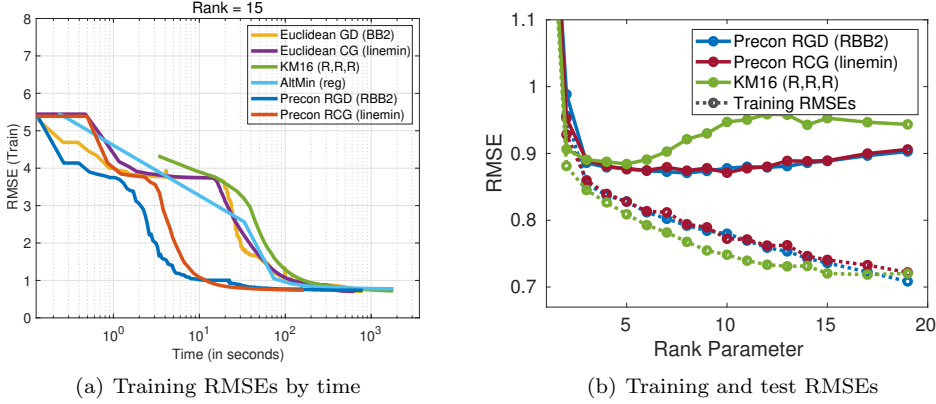 Rank = 15
8
7
6
5
4
3
2
1
0
RMSE (Train)
Euclidean GD (BB2)
Euclidean CG (linemin)
KM16 (R,R,R)
AltMin (reg)
Precon RGD (RBB2)
Precon RCG (linemin)
10^0 10^1 10^2 10^3
Time (in seconds)
(a) Training RMSEs by time
1.1
1
0.9
0.8
0.7
RMSE
Precon RGD (RBB2)
Precon RCG (linemin)
KM16 (R,R,R)
Training RMSEs
5 10 15 20
Rank Parameter
(b) Training and test RMSEs